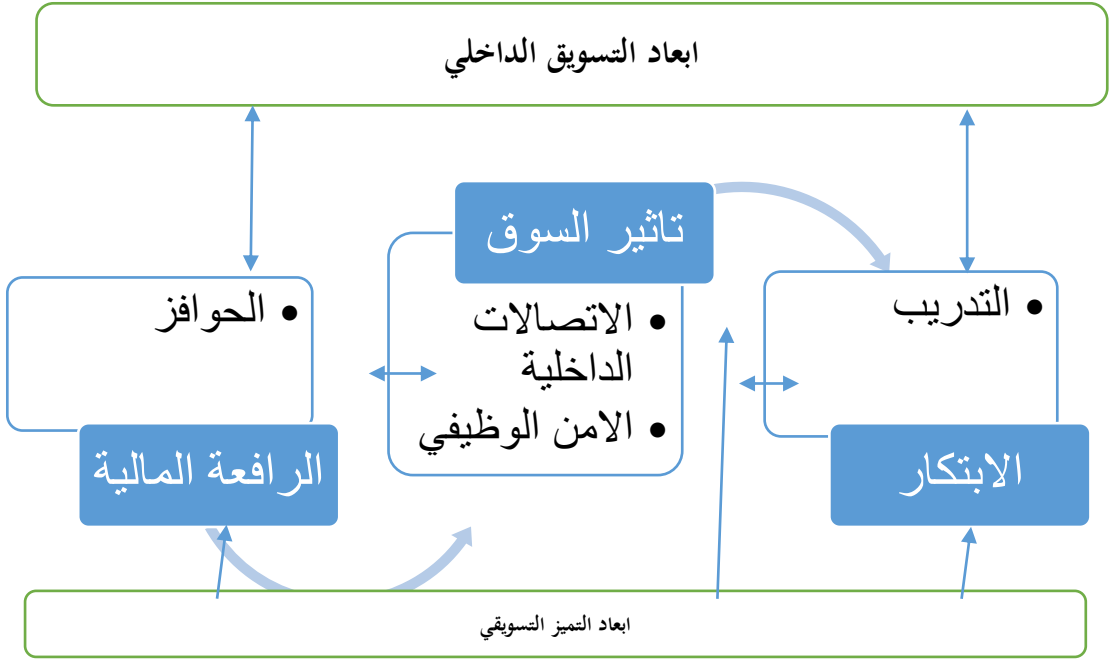 ابعاد التسويق الداخلي
تاثير السوق
• التدريب
• الاتصالات
الداخلية
• الامن الوظيفي
• الحوافز
الابتكار
الرافعة المالية
ابعاد التميز التسويقي